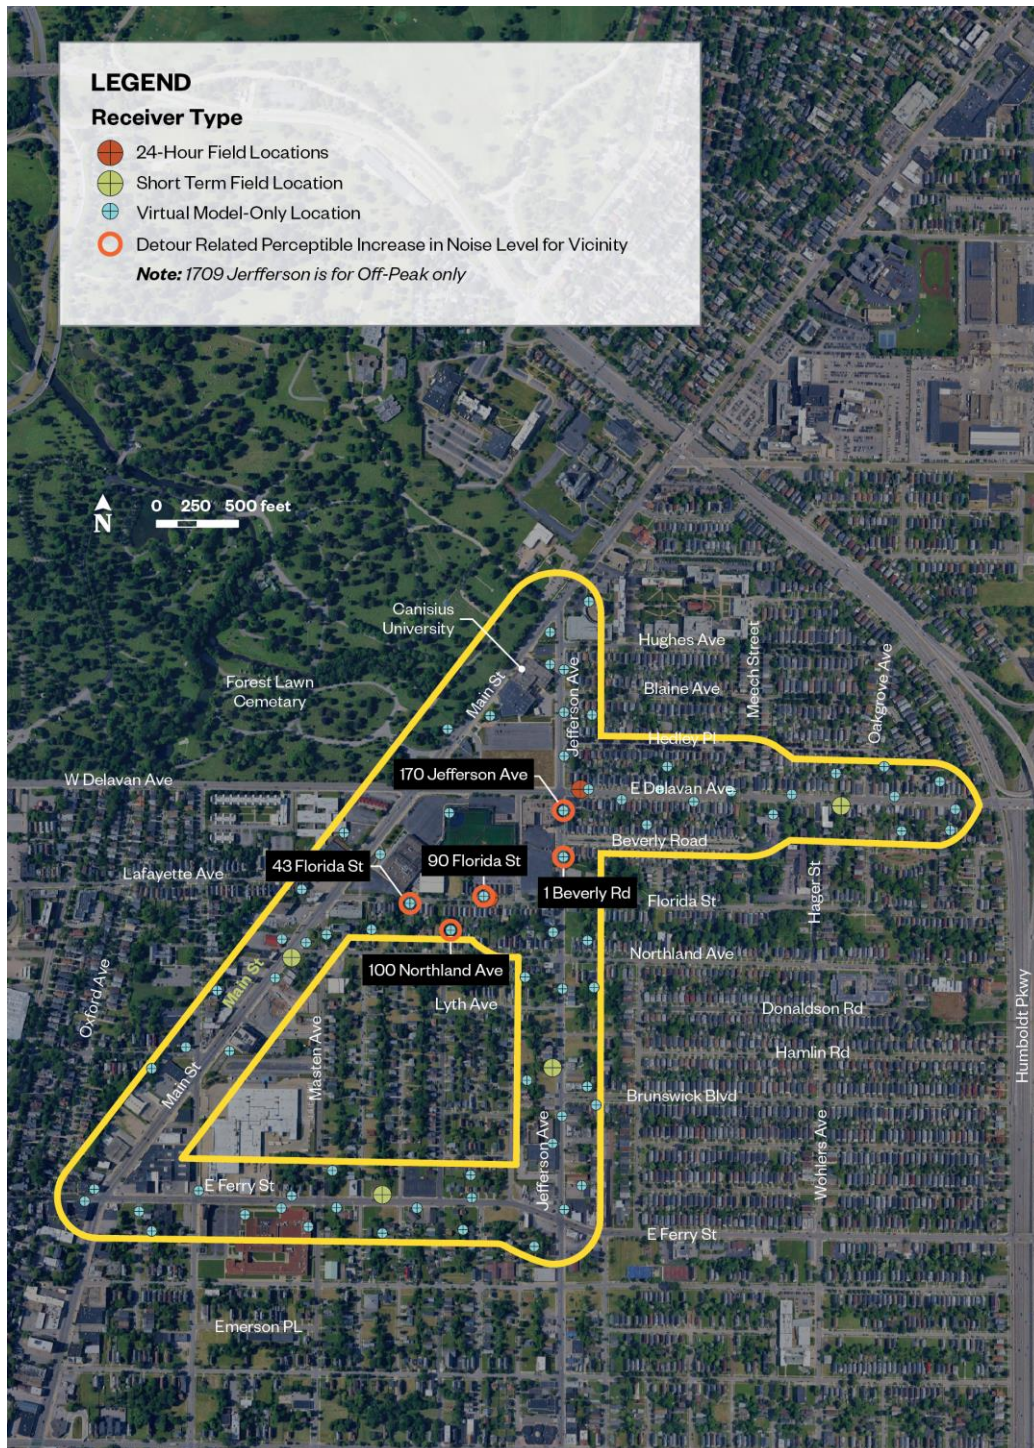 LEGEND
Receiver Type
24-Hour Field Locations
Short Term Field Location
Virtual Model-Only Location
Detour Related Perceptible Increase in Noise Level for Vicinity
Note: 1709 Jerfferson is for Off-Peak only
0 250 500 feet
N
Canisius
University
Hughes Ave
Meech Street
Oakgrove Ave
Forest Lawn
Cemetery
Main St
Jefferson Ave
Blaine Ave
Hedley Pl
W Delavan Ave
170 Jefferson Ave
E Delavan Ave
Beverly Road
43 Florida St
90 Florida St
Lafayette Ave
1 Beverly Rd
Hager St
Florida St
Northland Ave
100 Northland Ave
Oxford Ave
Main St
Lyth Ave
Donaldson Rd
Humboldt Pkwy
Hamlin Rd
Masten Ave
Main St
Brunswick Blvd
Jefferson Ave
Wohlers Ave
E Ferry St
E Ferry St
Emerson PL